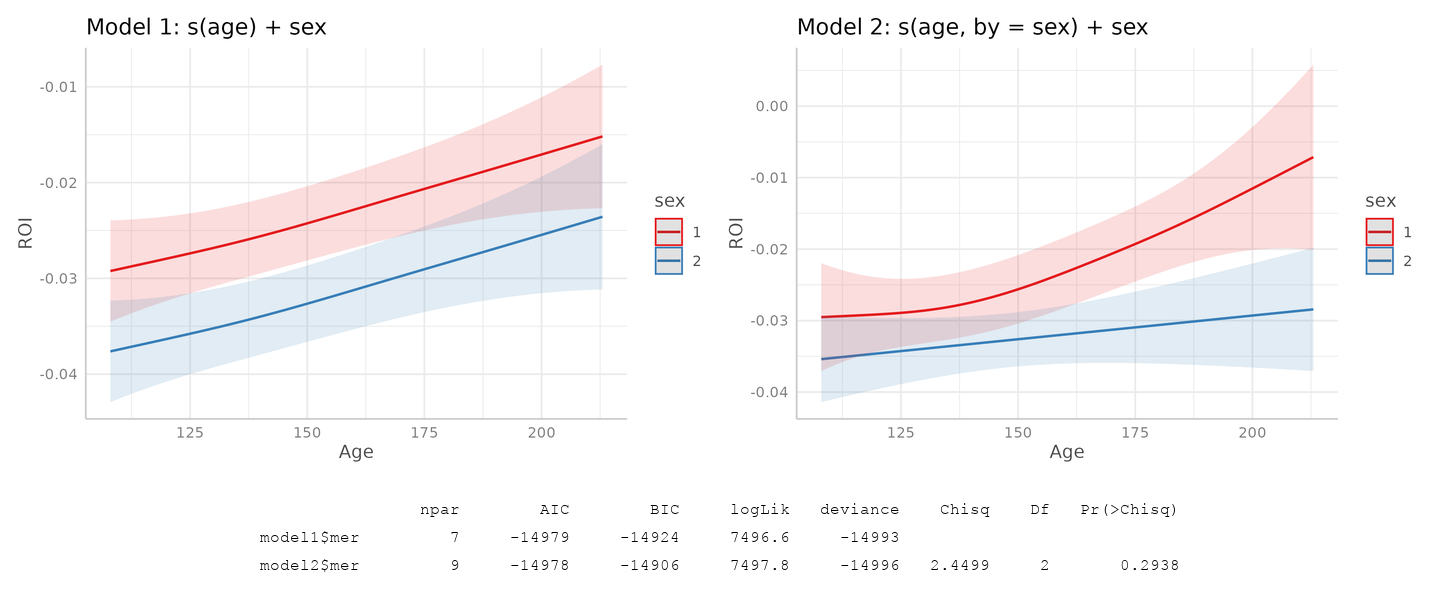 Model 1: s(age) + sex
-0.01
-0.02
-0.03
-0.04
ROI
125 150 175 200
Age
sex
1
2
Model 2: s(age, by = sex) + sex
0.00
-0.01
-0.02
-0.03
-0.04
ROI
125 150 175 200
Age
sex
1
2
npar AIC BIC logLik deviance Chisq Df Pr(>Chisq)
model1$mer 7 -14979 -14924 7496.6 -14993
model2$mer 9 -14978 -14906 7497.8 -14996 2.4499 2 0.2938